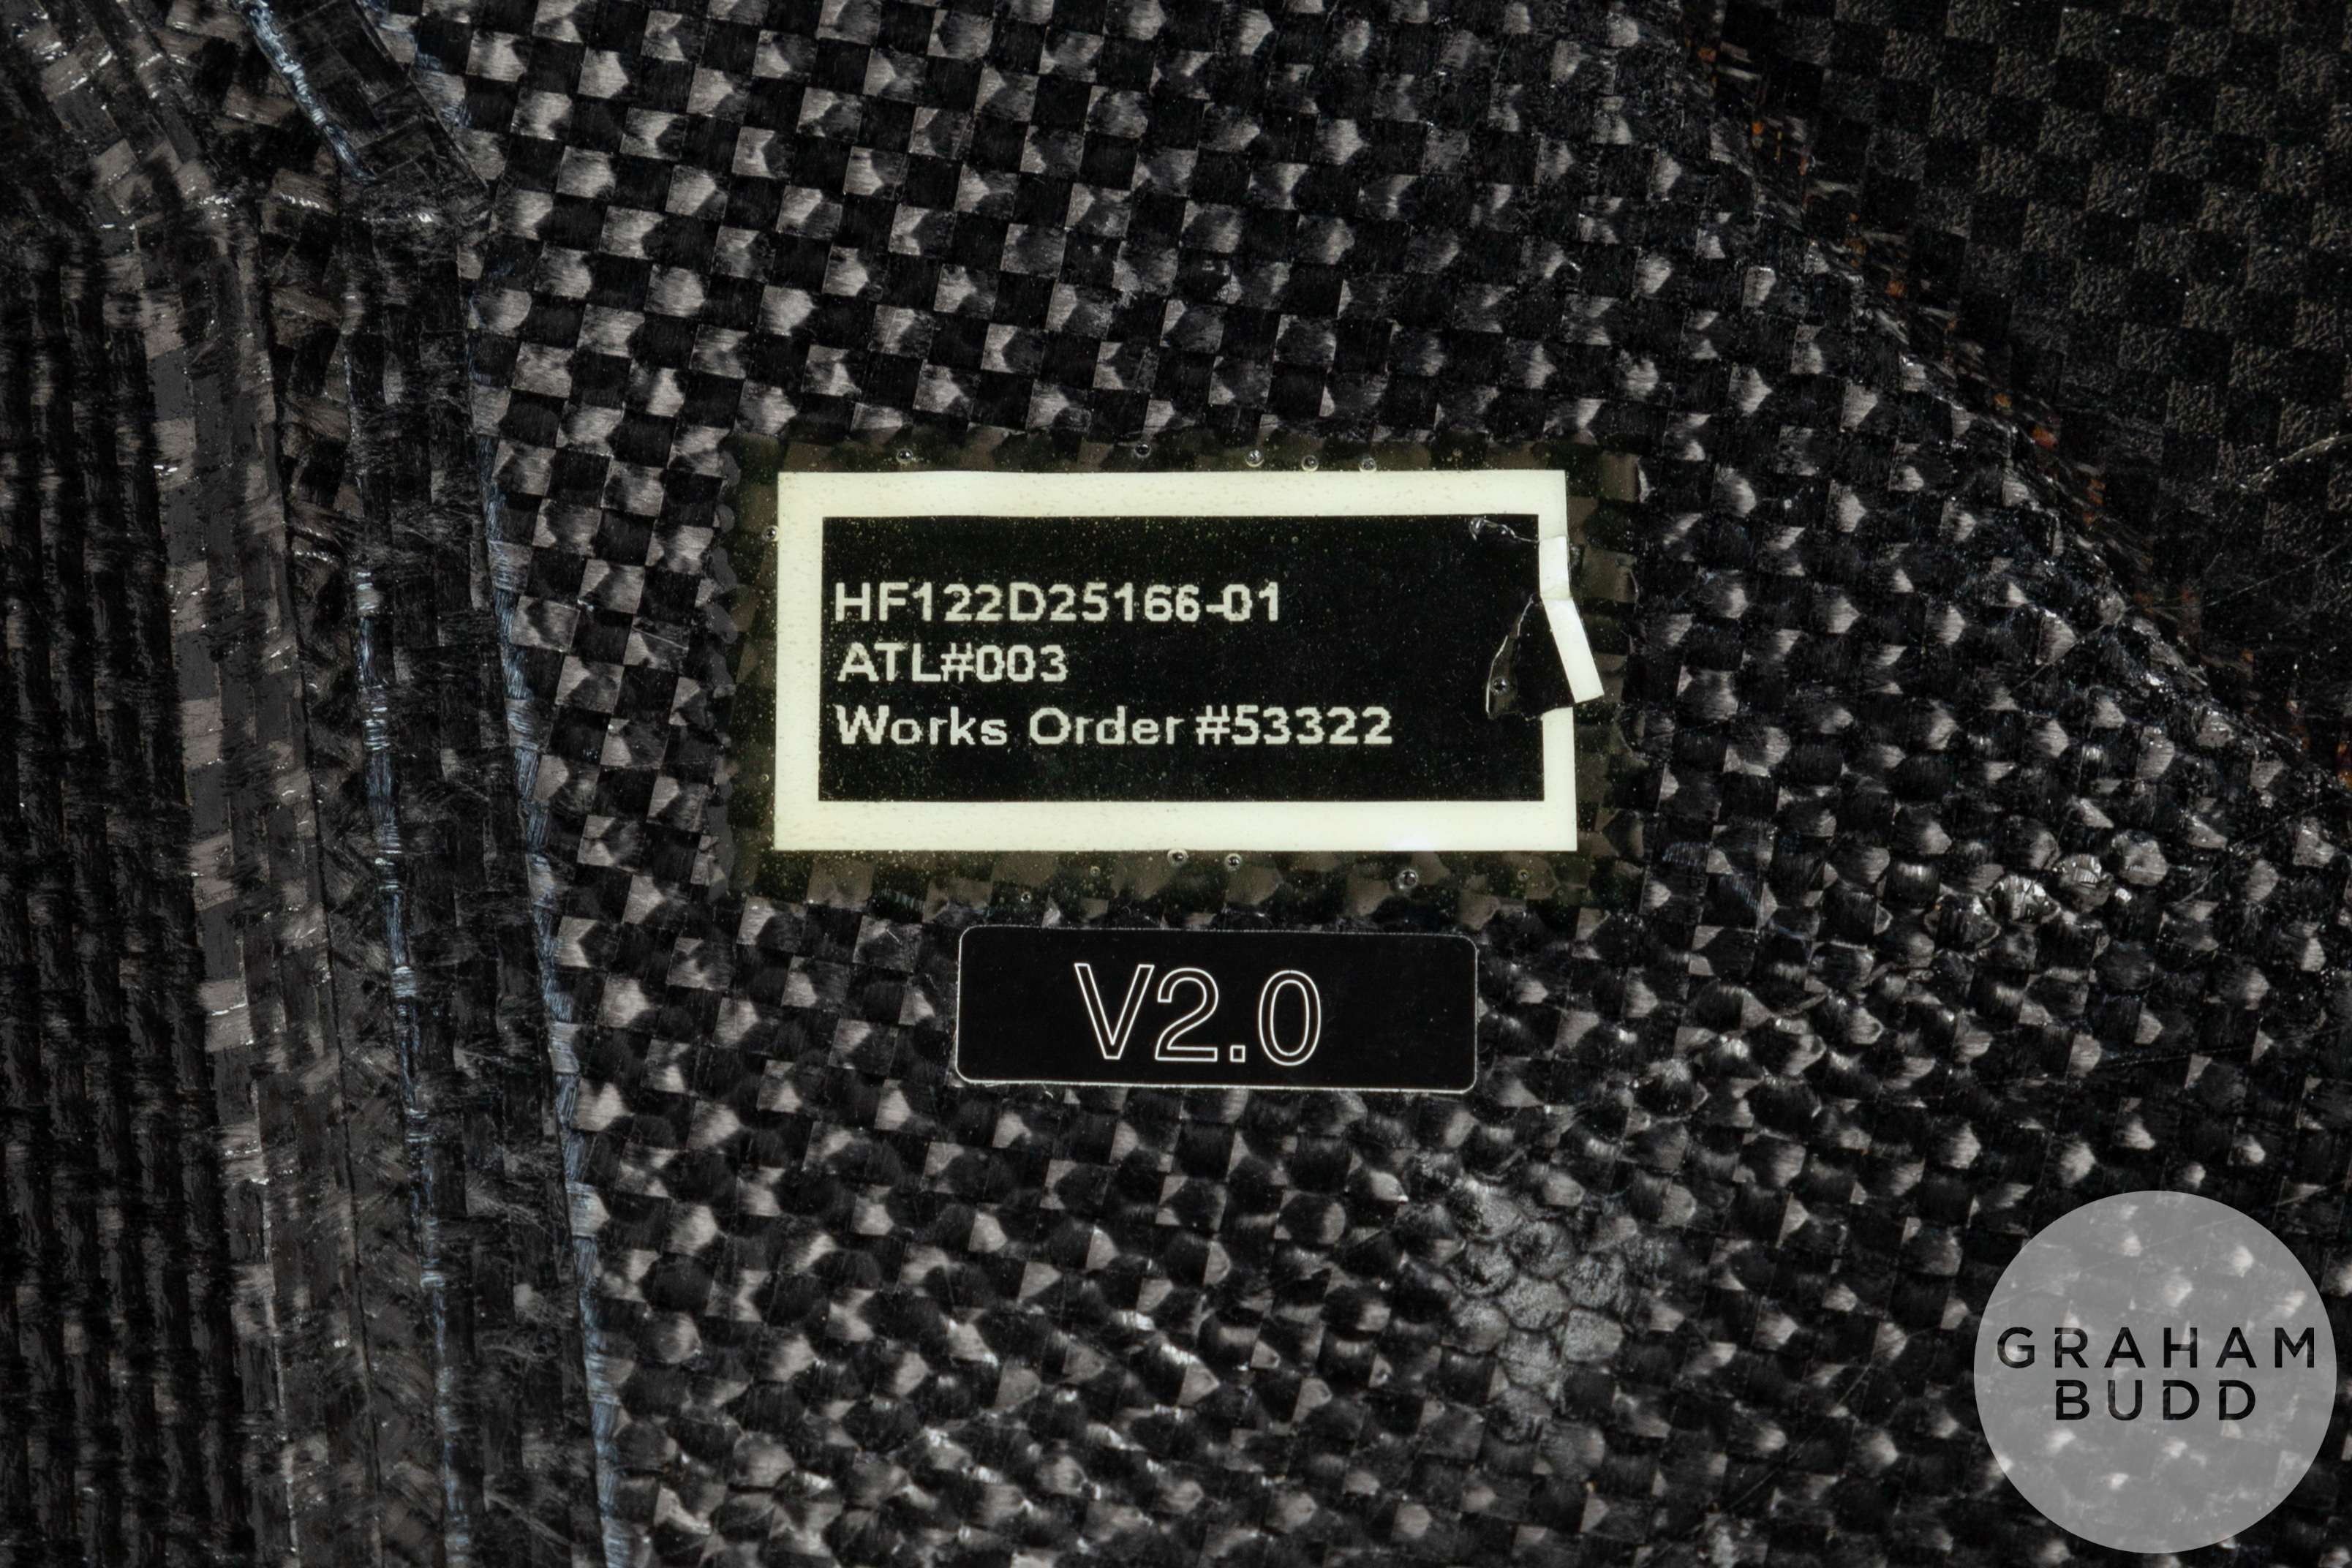 HF122D25166-01
ATL#003
Works Order #53322
V2.0
GRAHAM
BUDD